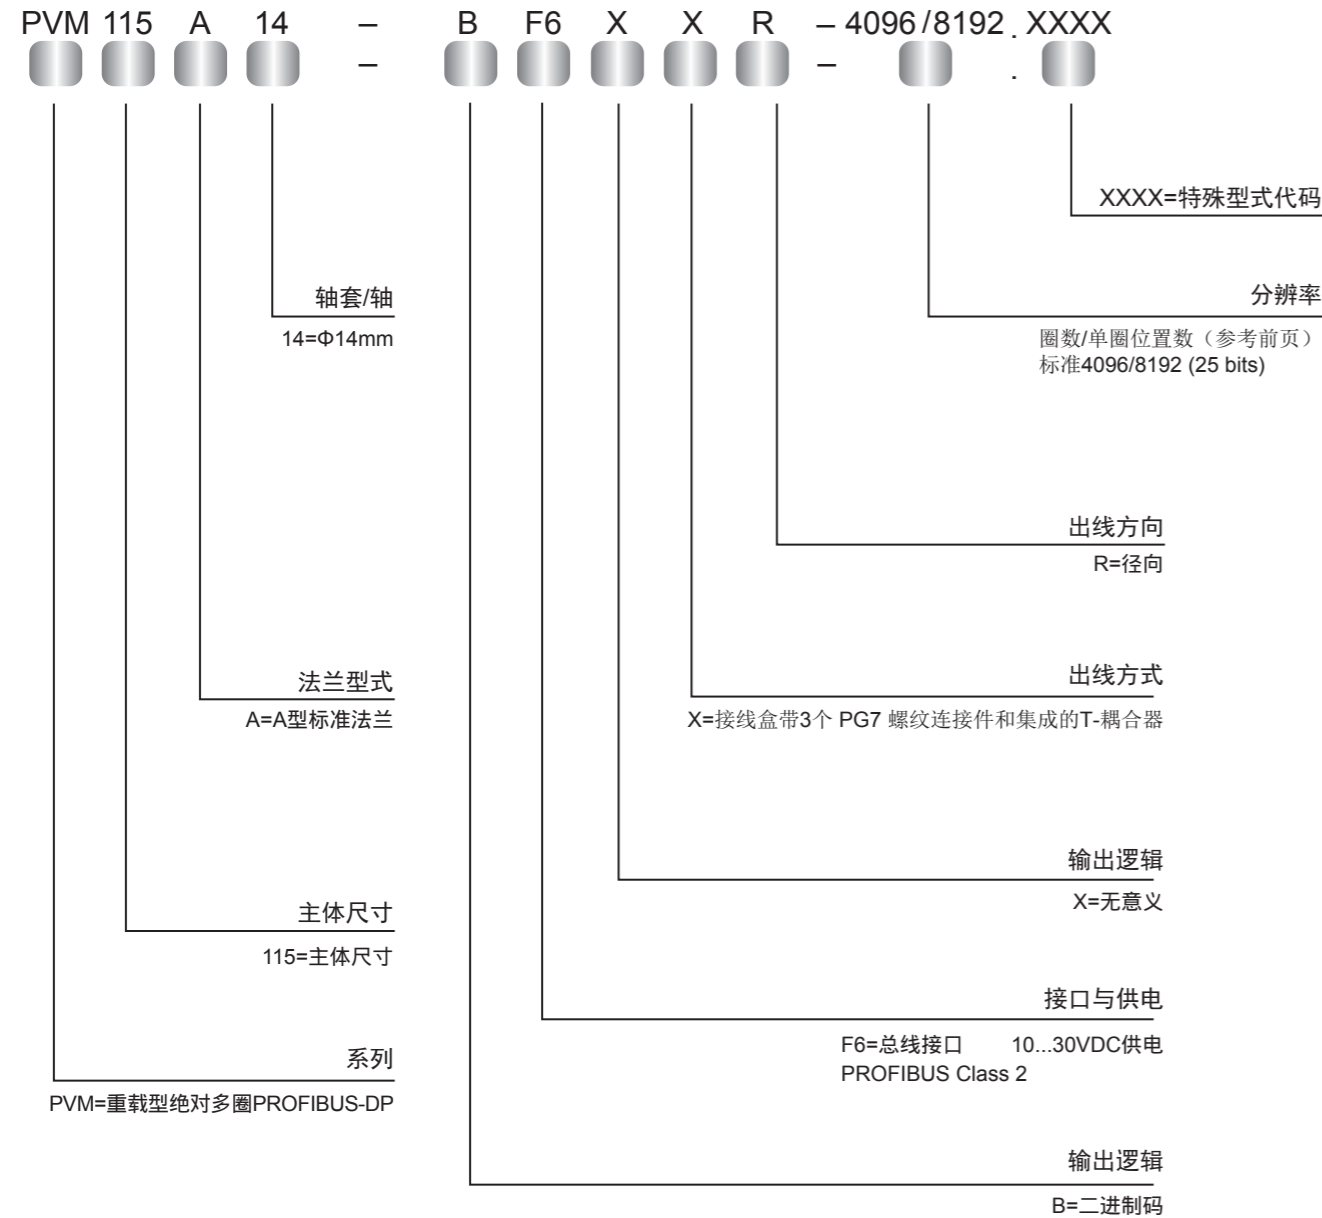 PVM 115 A 14 – B F6 X X R – 4096/8192 . XXXX
– – .
XXXX=特殊型式代码
分辨率
圈数/单圈位置数（参考前页）
标准4096/8192 (25 bits)
轴套/轴
14=Φ14mm
出线方向
R=径向
出线方式
X=接线盒带3个 PG7 螺纹连接件和集成的T-耦合器
法兰型式
A=A型标准法兰
输出逻辑
X=无意义
主体尺寸
115=主体尺寸
接口与供电
F6=总线接口 10...30VDC供电
PROFIBUS Class 2
系列
PVM=重载型绝对多圈PROFIBUS-DP
输出逻辑
B=二进制码